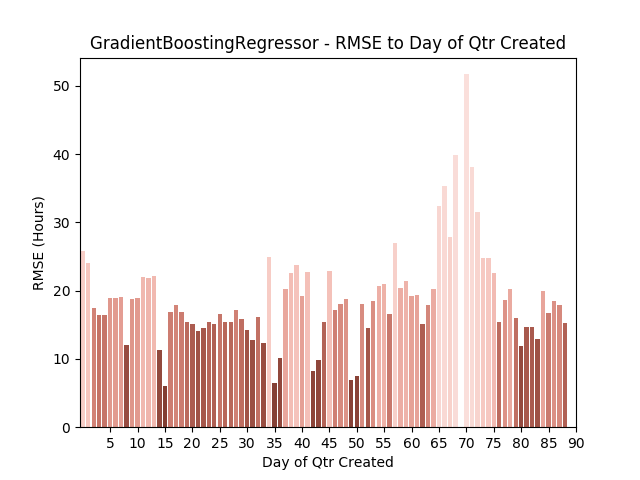 GradientBoostingRegressor - RMSE to Day of Qtr Created
50
40
30
20
10
0
RMSE (Hours)
5 10 15 20 25 30 35 40 45 50 55 60 65 70 75 80 85 90
Day of Qtr Created